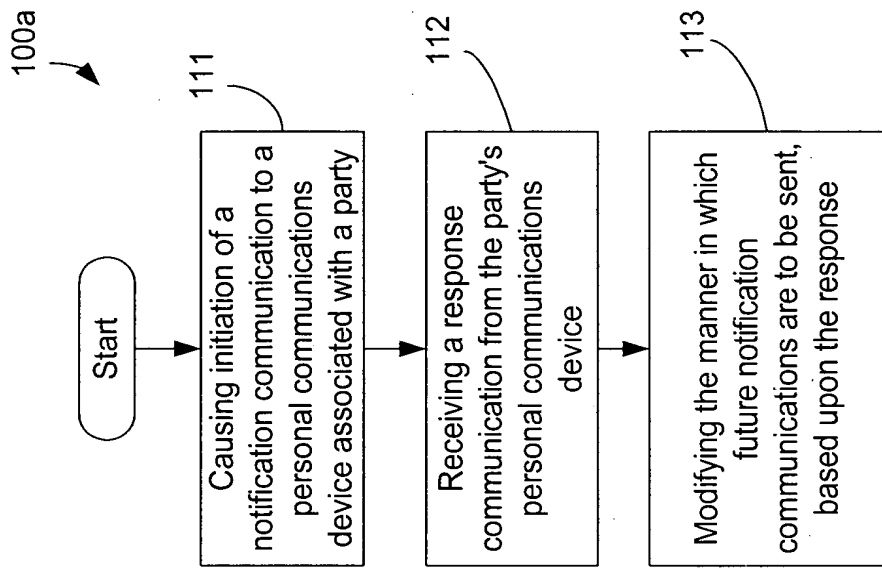 100a
Start
111
Causing initiation of a
notification communication to a
personal communications
device associated with a party
112
Receiving a response
communication from the party's
personal communications
device
113
Modifying the manner in which
future notification
communications are to be sent,
based upon the response